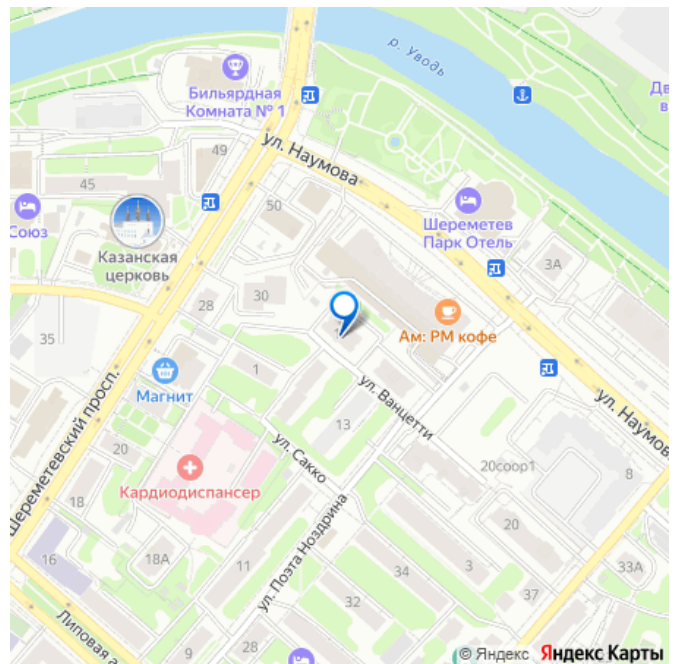 р. Уводь
Бильярдная
Комната № 1
Дв
в
49
ул. Наумова
45
Союз
50
Шереметев
Парк Отель
Казанская
церковь
3А
28
30
35
Ам: РМ кофе
Шереметевский просп.
Магнит
1
ул. Ванцетти
ул. Наумова
13
20
ул. Сакко
20соор1
8
Кардиодиспансер
18
20
ул. Поэта Ноздрина
16
18А
11
34
3
33А
37
32
Липовая а
9
28
© Яндекс Яндекс Карты